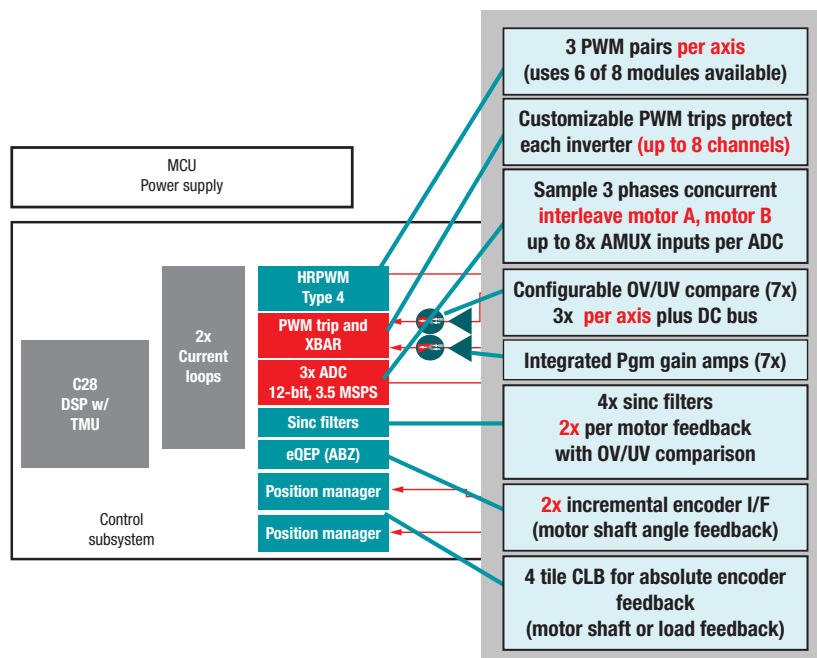 MCU
Power supply
C28
DSP w/
TMU
2x
Current
loops
Control
subsystem
HRPWM
Type 4
PWM trip and
XBAR
3x ADC
12-bit, 3.5 MSPS
Sinc filters
eQEP (ABZ)
Position manager
Position manager
3 PWM pairs per axis
(uses 6 of 8 modules available)
Customizable PWM trips protect
each inverter (up to 8 channels)
Sample 3 phases concurrent
interleave motor A, motor B
up to 8x AMUX inputs per ADC
Configurable OV/UV compare (7x)
3x per axis plus DC bus
Integrated Pgm gain amps (7x)
4x sinc filters
2x per motor feedback
with OV/UV comparison
2x incremental encoder I/F
(motor shaft angle feedback)
4 tile CLB for absolute encoder
feedback
(motor shaft or load feedback)